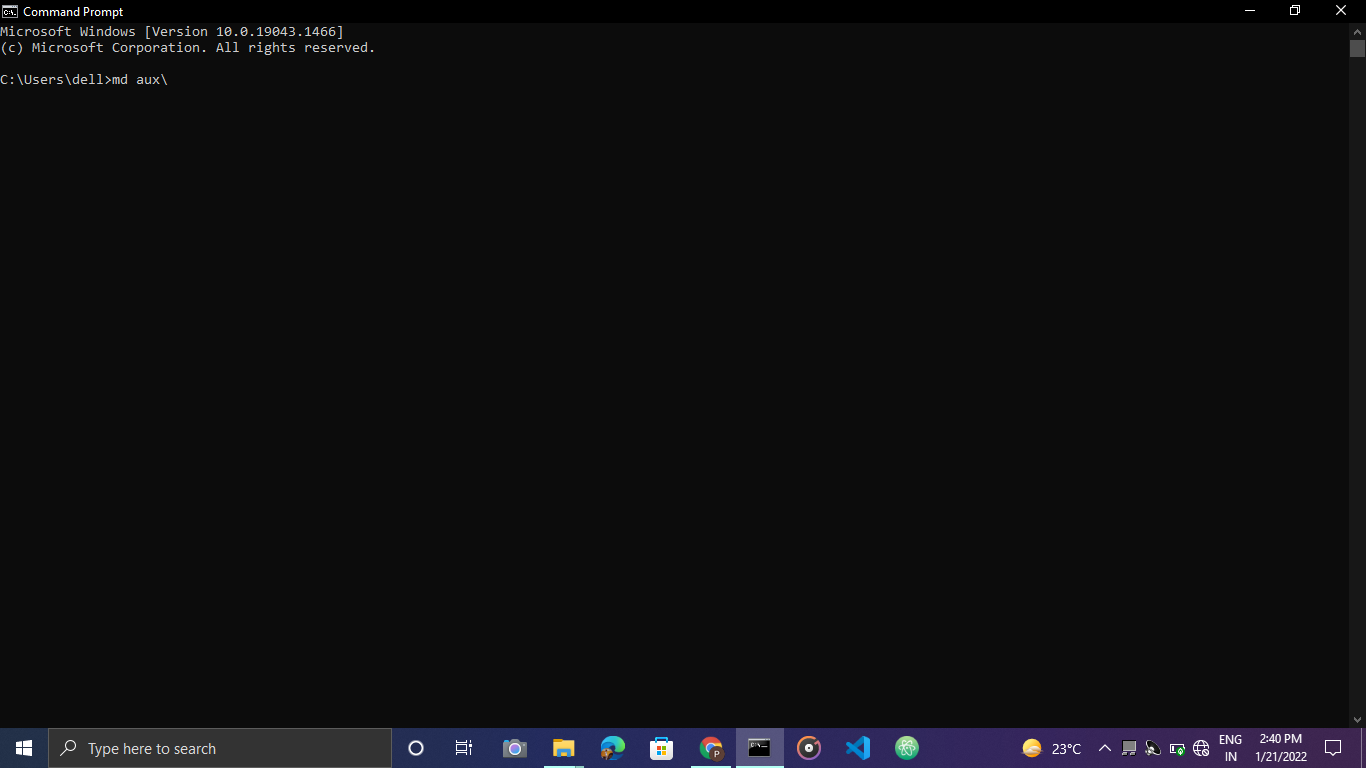 Command Prompt
Microsoft Windows [Version 10.0.19043.1466]
(c) Microsoft Corporation. All rights reserved.
C:\Users\dell>md aux\
Type here to search
23°C
ENG
IN
2:40 PM
1/21/2022